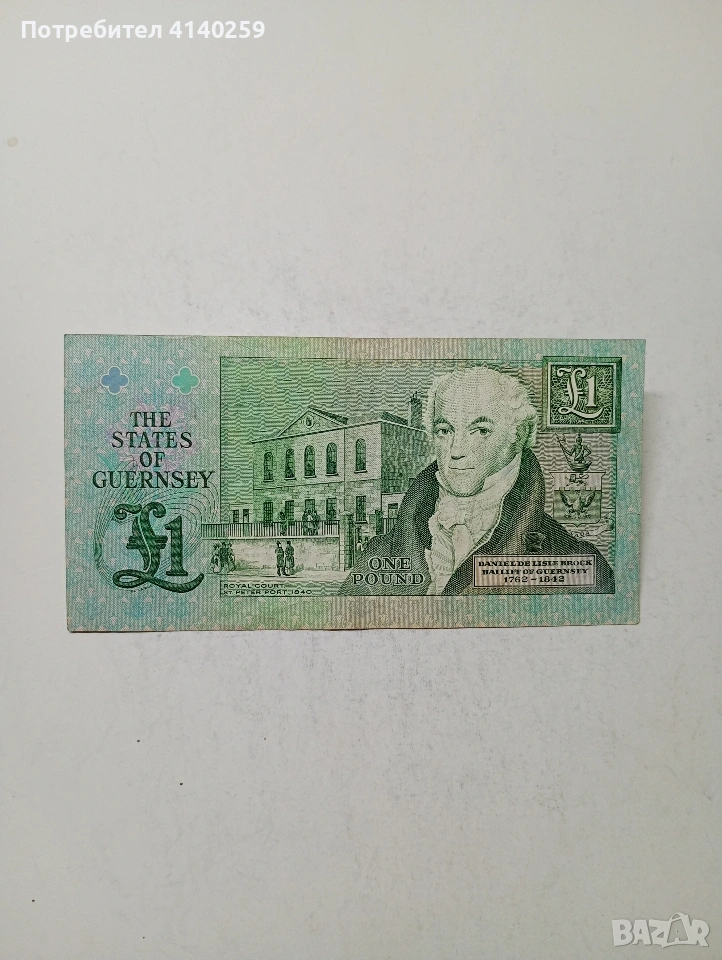 Потребител 4140259
£1
THE
STATES
OF
GUERNSEY
£1
ONE
POUND
DANIEL DE LISLE BROCK
BAILIFF OF GUERNSEY
1762-1842
ROYAL COURT
ST PETER PORT 1840
BAZAR